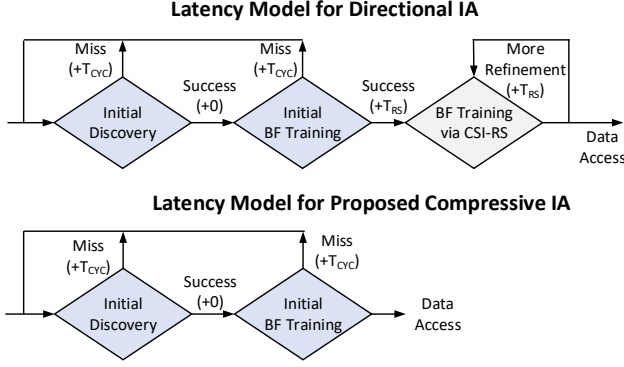 Latency Model for Directional IA
Miss
(+TCYC)
Miss
(+TCYC)
More
Refinement
(+TRS)
Success
(+0)
Success
(+TRS)
Initial
Discovery
Initial
BF Training
BF Training
via CSI-RS
Data
Access
Latency Model for Proposed Compressive IA
Miss
(+TCYC)
Miss
(+TCYC)
Success
(+0)
Initial
Discovery
Initial
BF Training
Data
Access